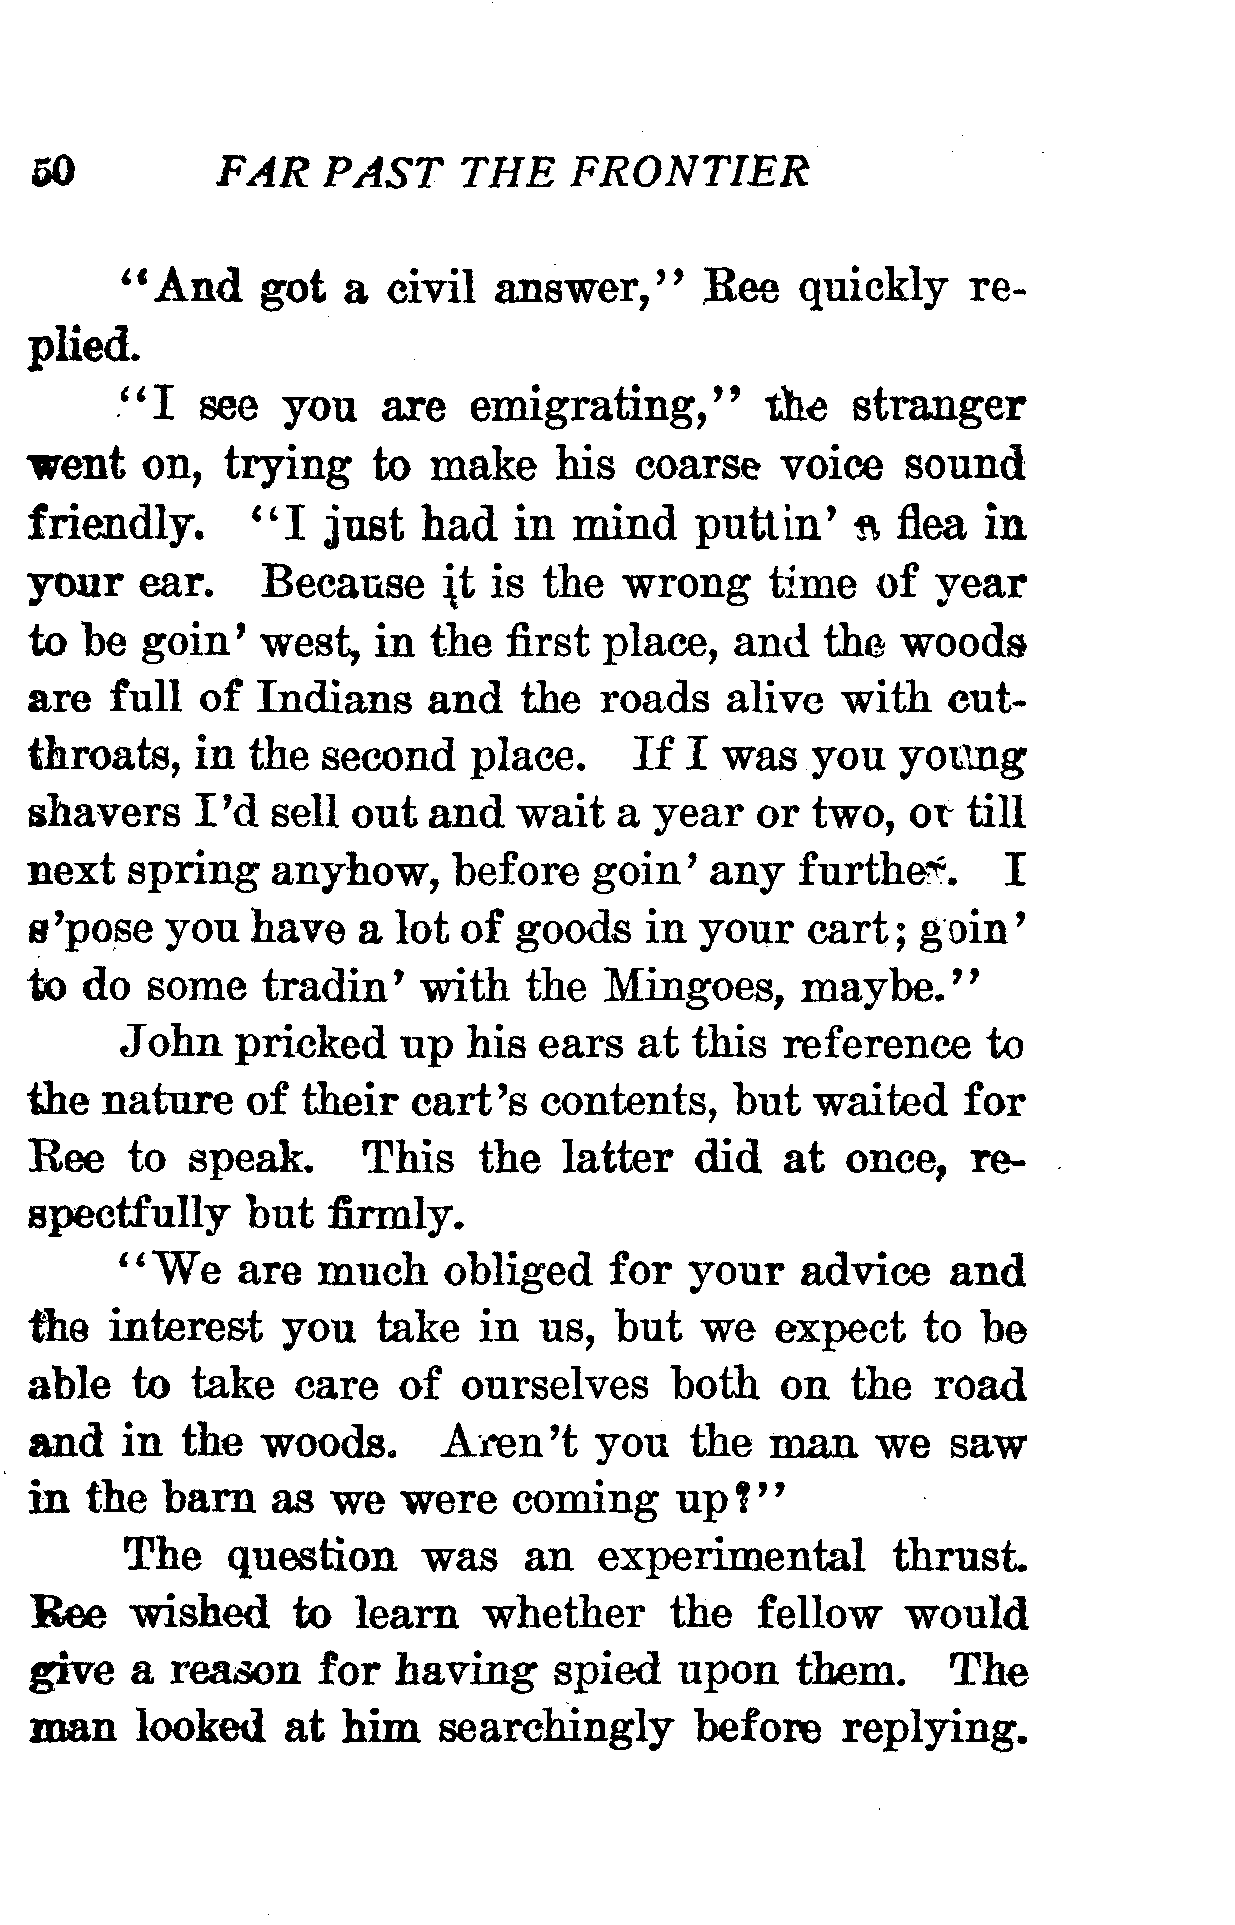 50 FAR PAST THE FRONTIER
“And got a civil answer,” Ree quickly re-
plied.
“I see you are emigrating,” the stranger
went on, trying to make his coarse voice sound
friendly. “I just had in mind puttin’ a flea in
your ear. Because it is the wrong time of year
to be goin’ west, in the first place, and the woods
are full of Indians and the roads alive with cut-
throats, in the second place. If I was you young
shavers I’d sell out and wait a year or two, or till
next spring anyhow, before goin’ any further. I
s’pose you have a lot of goods in your cart; goin’
to do some tradin’ with the Mingoes, maybe.”
John pricked up his ears at this reference to
the nature of their cart’s contents, but waited for
Ree to speak. This the latter did at once, re-
spectfully but firmly.
“We are much obliged for your advice and
the interest you take in us, but we expect to be
able to take care of ourselves both on the road
and in the woods. Aren’t you the man we saw
in the barn as we were coming up?”
The question was an experimental thrust.
Ree wished to learn whether the fellow would
give a reason for having spied upon them. The
man looked at him searchingly before replying.